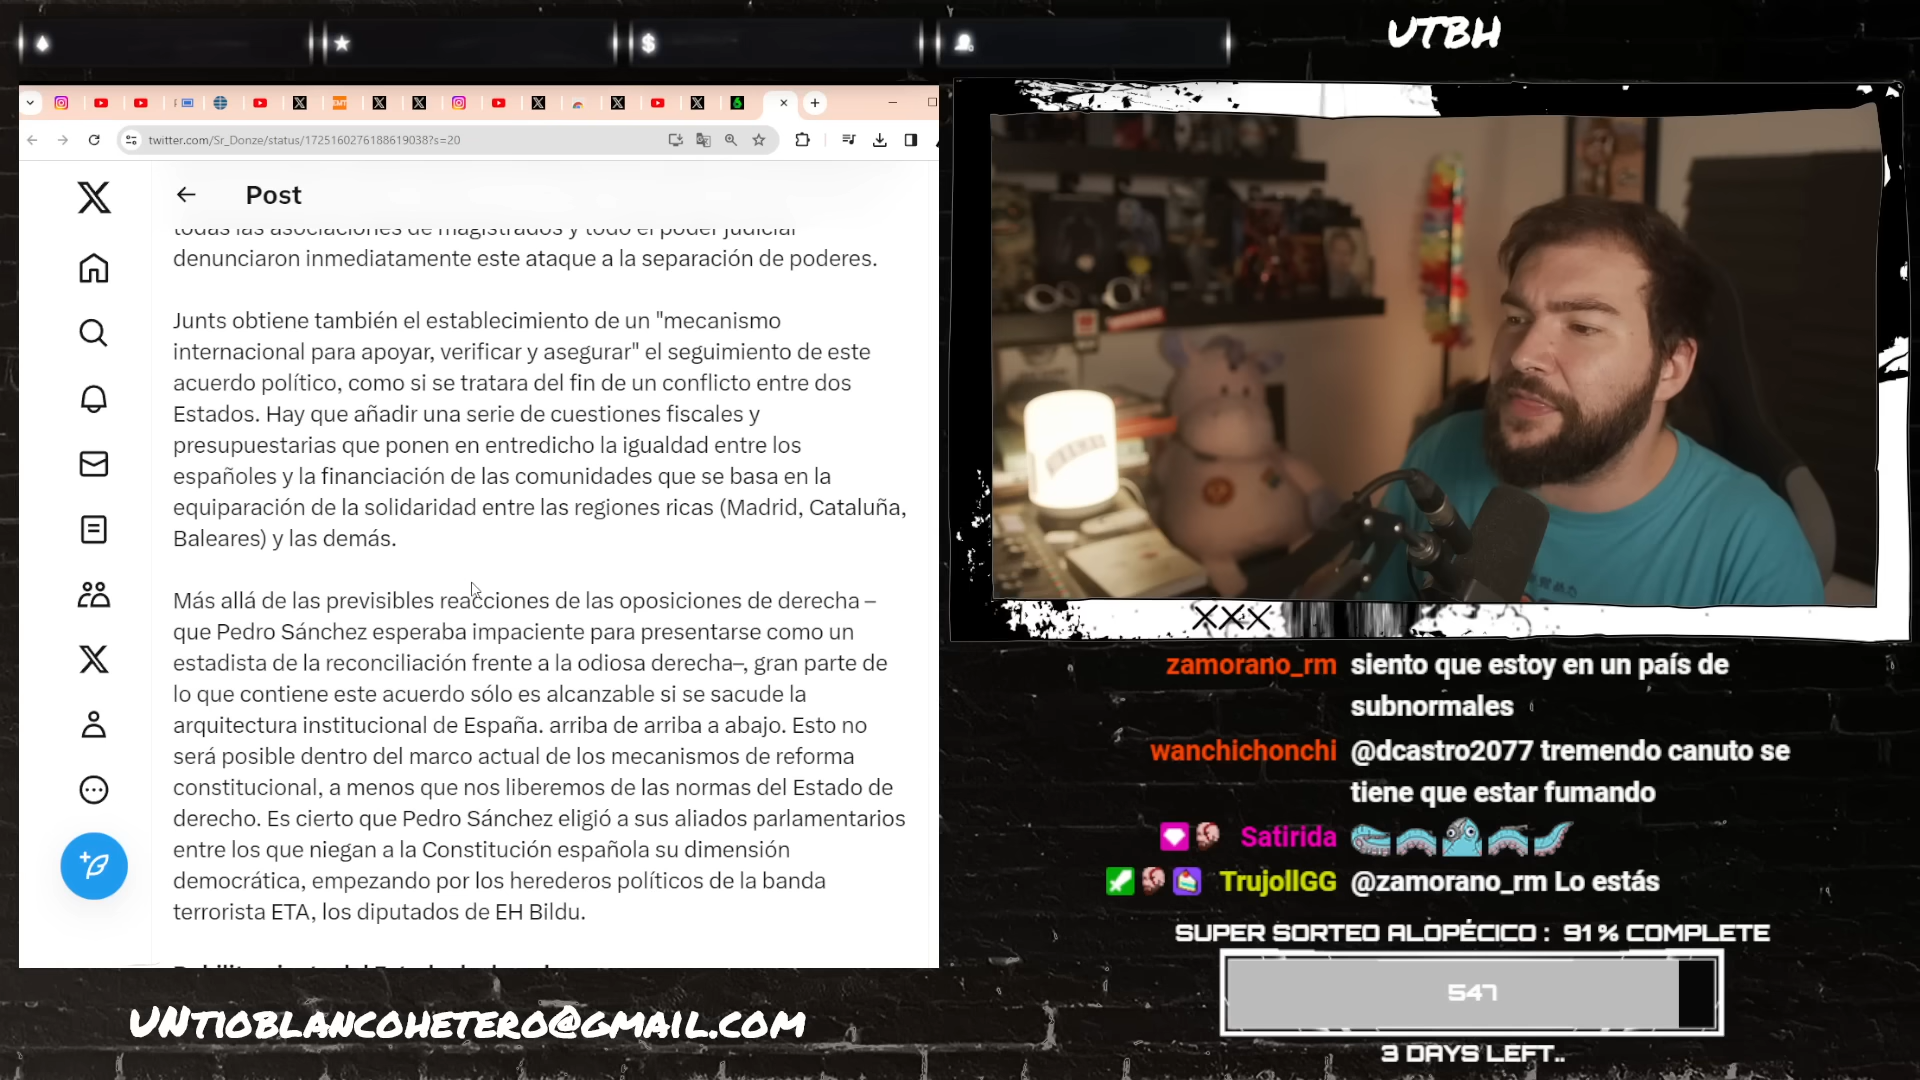 UTBH
twitter.com/Sr_Donze/status/1725160276188619038?s=20
Post
todas las asociaciones de magistrados y todo el poder judicial
denunciaron inmediatamente este ataque a la separación de poderes.
Junts obtiene también el establecimiento de un "mecanismo
internacional para apoyar, verificar y asegurar" el seguimiento de este
acuerdo político, como si se tratara del fin de un conflicto entre dos
Estados. Hay que añadir una serie de cuestiones fiscales y
presupuestarias que ponen en entredicho la igualdad entre los
españoles y la financiación de las comunidades que se basa en la
equiparación de la solidaridad entre las regiones ricas (Madrid, Cataluña,
Baleares) y las demás.
Más allá de las previsibles reacciones de las oposiciones de derecha –
que Pedro Sánchez esperaba impaciente para presentarse como un
estadista de la reconciliación frente a la odiosa derecha–, gran parte de
lo que contiene este acuerdo sólo es alcanzable si se sacude la
arquitectura institucional de España. arriba de arriba a abajo. Esto no
será posible dentro del marco actual de los mecanismos de reforma
constitucional, a menos que nos liberemos de las normas del Estado de
derecho. Es cierto que Pedro Sánchez eligió a sus aliados parlamentarios
entre los que niegan a la Constitución española su dimensión
democrática, empezando por los herederos políticos de la banda
terrorista ETA, los diputados de EH Bildu.
XXX
zamorano_rm siento que estoy en un país de
subnormales
wanchichonchi @dcastro2077 tremendo canuto se
tiene que estar fumando
Satirida
TrujollGG @zamorano_rm Lo estás
SUPER SORTEO ALOPÉCICO : 91% COMPLETE
547
3 DAYS LEFT..
UNTIOBLANCOHETERO@GMAIL.COM